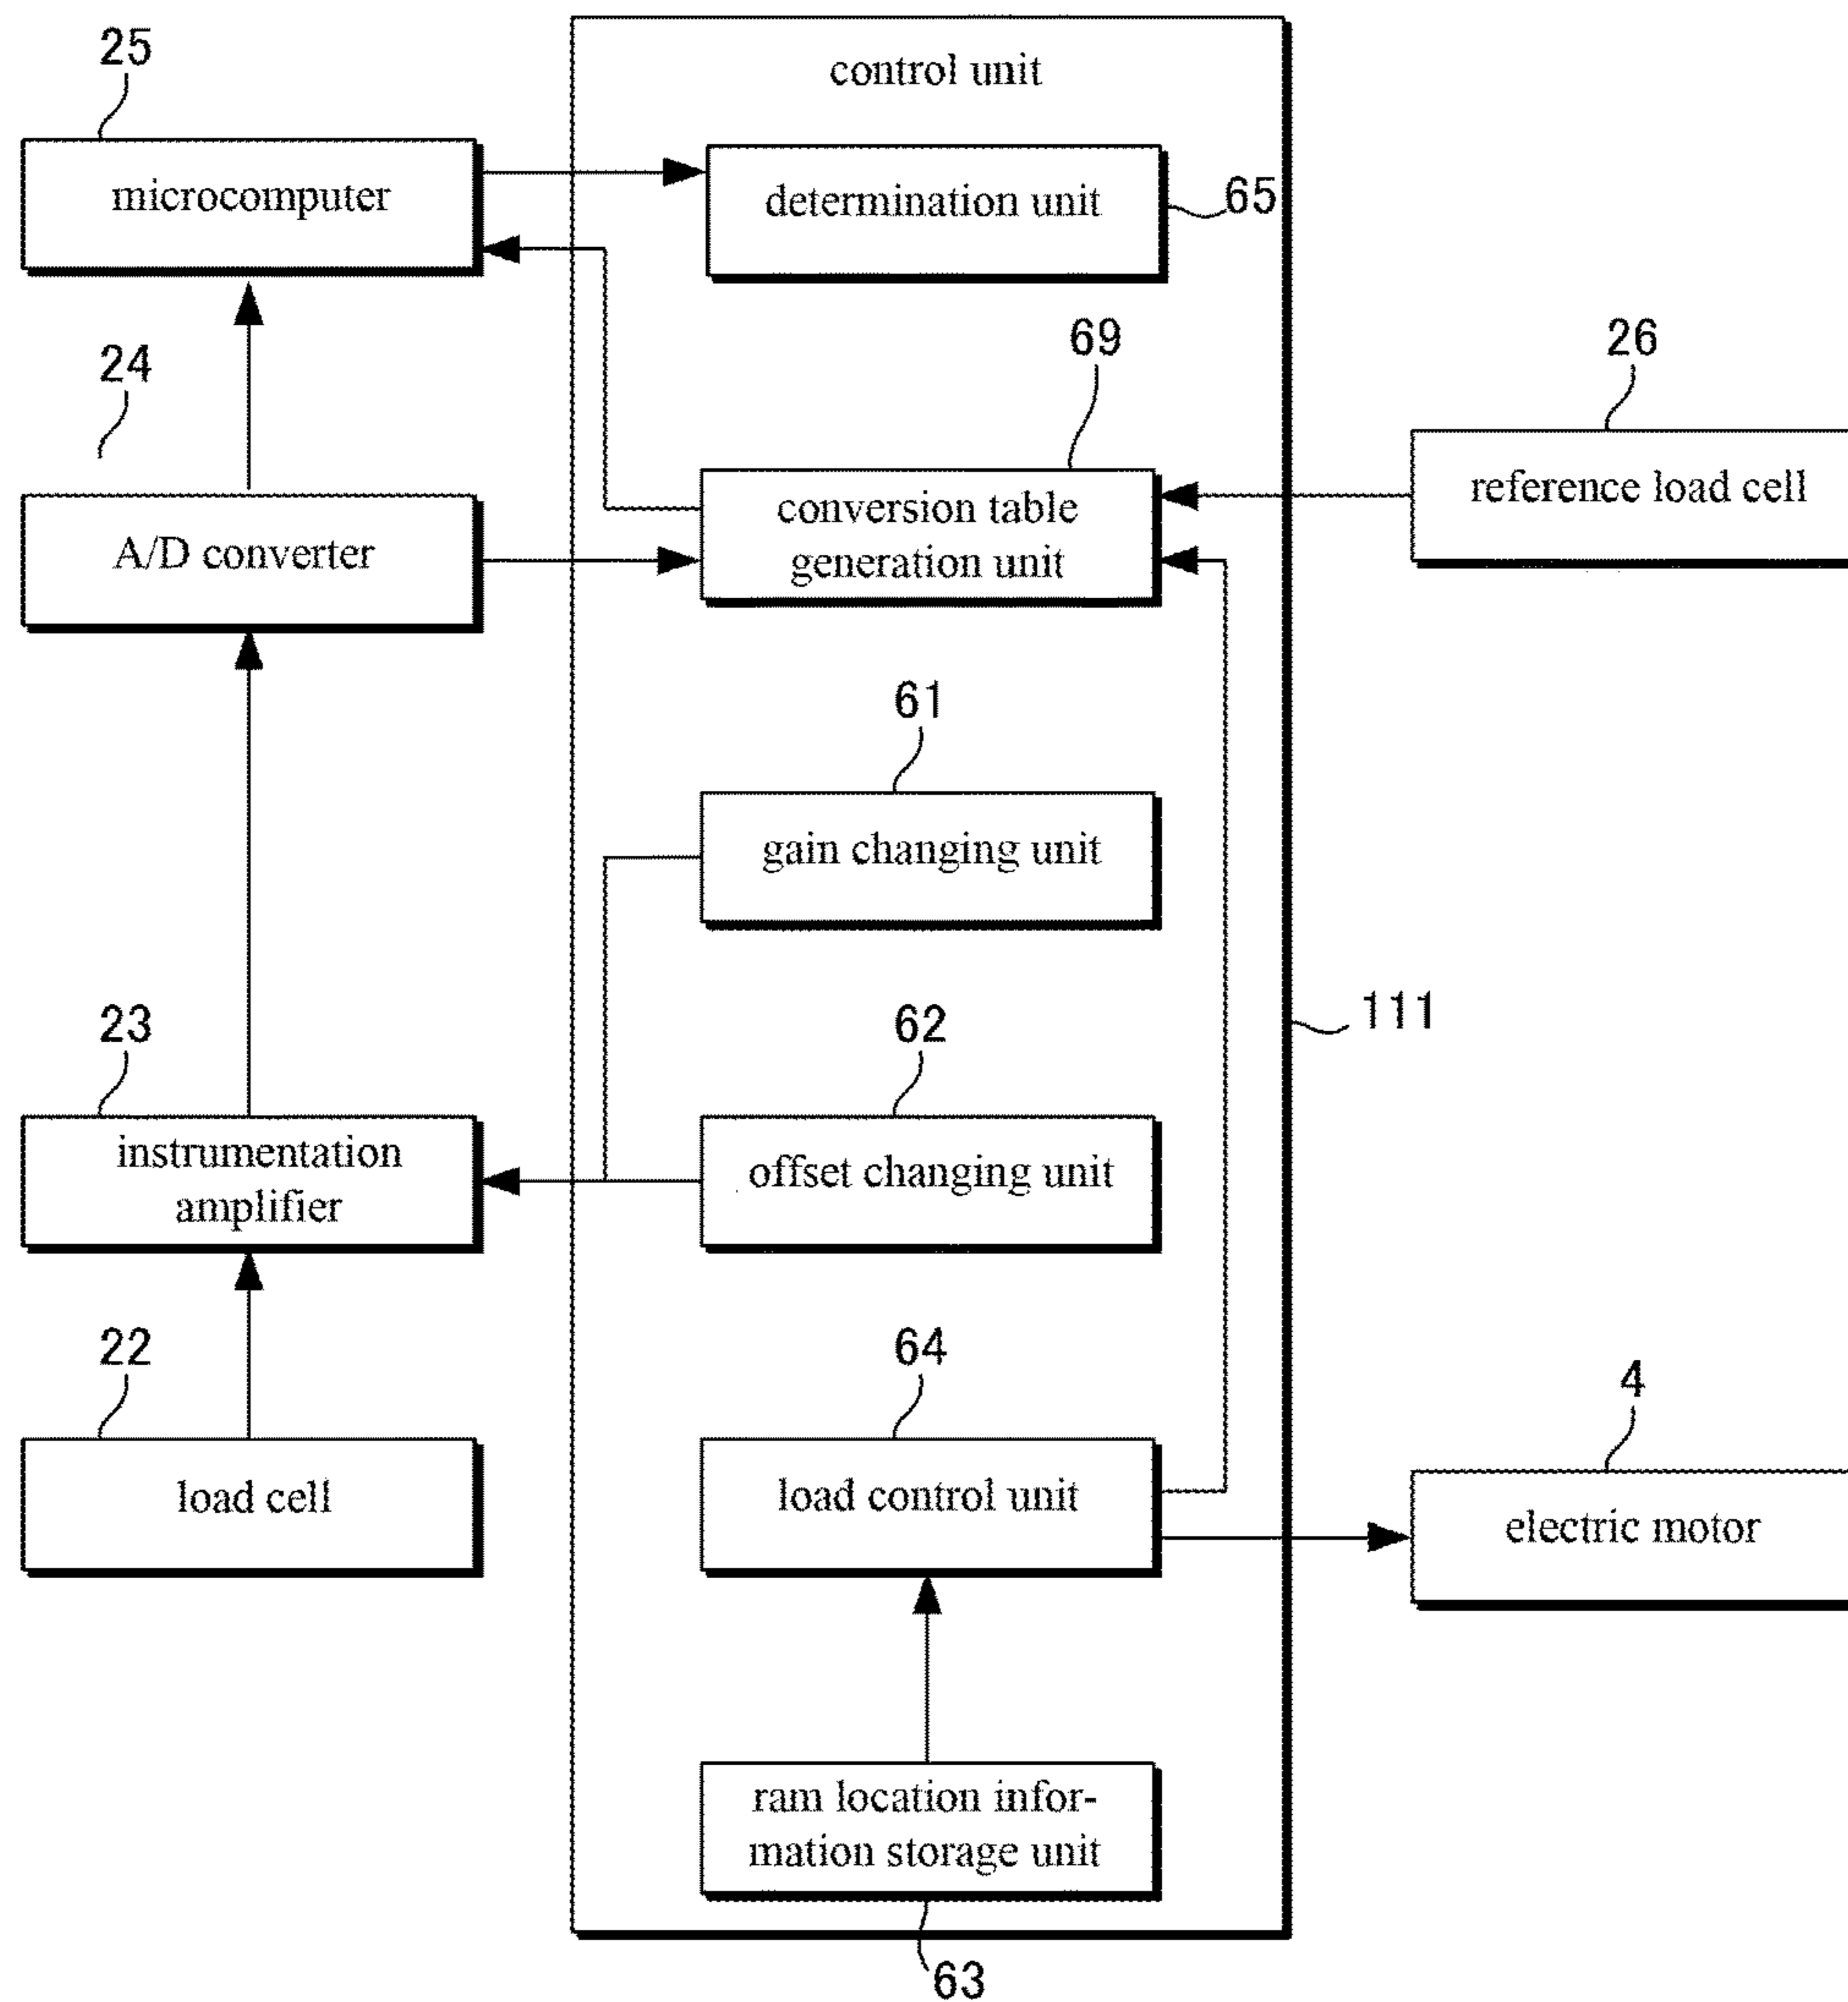 25
control unit
microcomputer
determination unit
65
24
69
26
A/D converter
conversion table
generation unit
reference load cell
61
gain changing unit
111
23
62
instrumentation
amplifier
offset changing unit
22
64
4
load cell
load control unit
electric motor
ram location infor-
mation storage unit
63